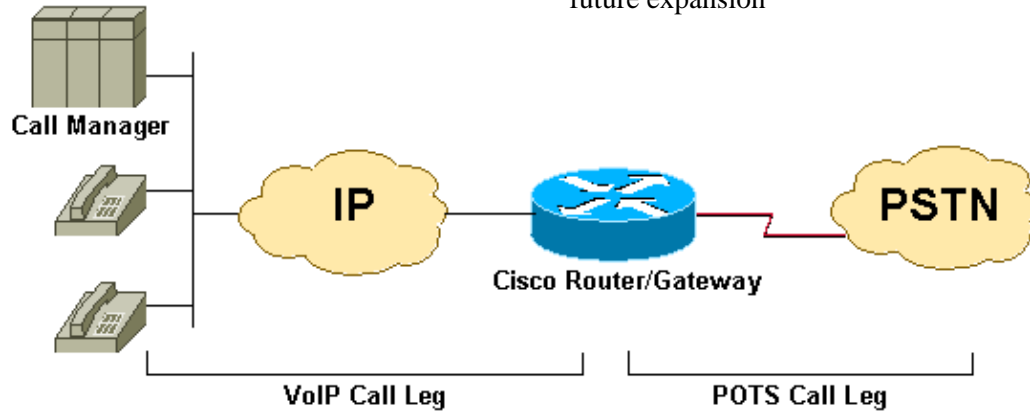 future expansion
Call Manager
IP
PSTN
Cisco Router/Gateway
VoIP Call Leg
POTS Call Leg